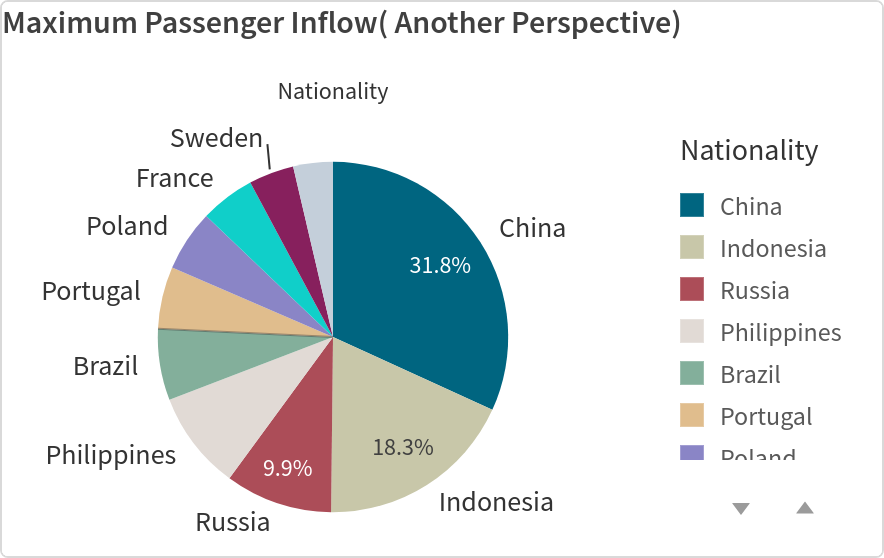 Maximum Passenger Inflow( Another Perspective)
Nationality
Sweden
France
Poland
Portugal
Brazil
Philippines
Russia
Indonesia
China
31.8%
18.3%
9.9%
Nationality
China
Indonesia
Russia
Philippines
Brazil
Portugal
Poland